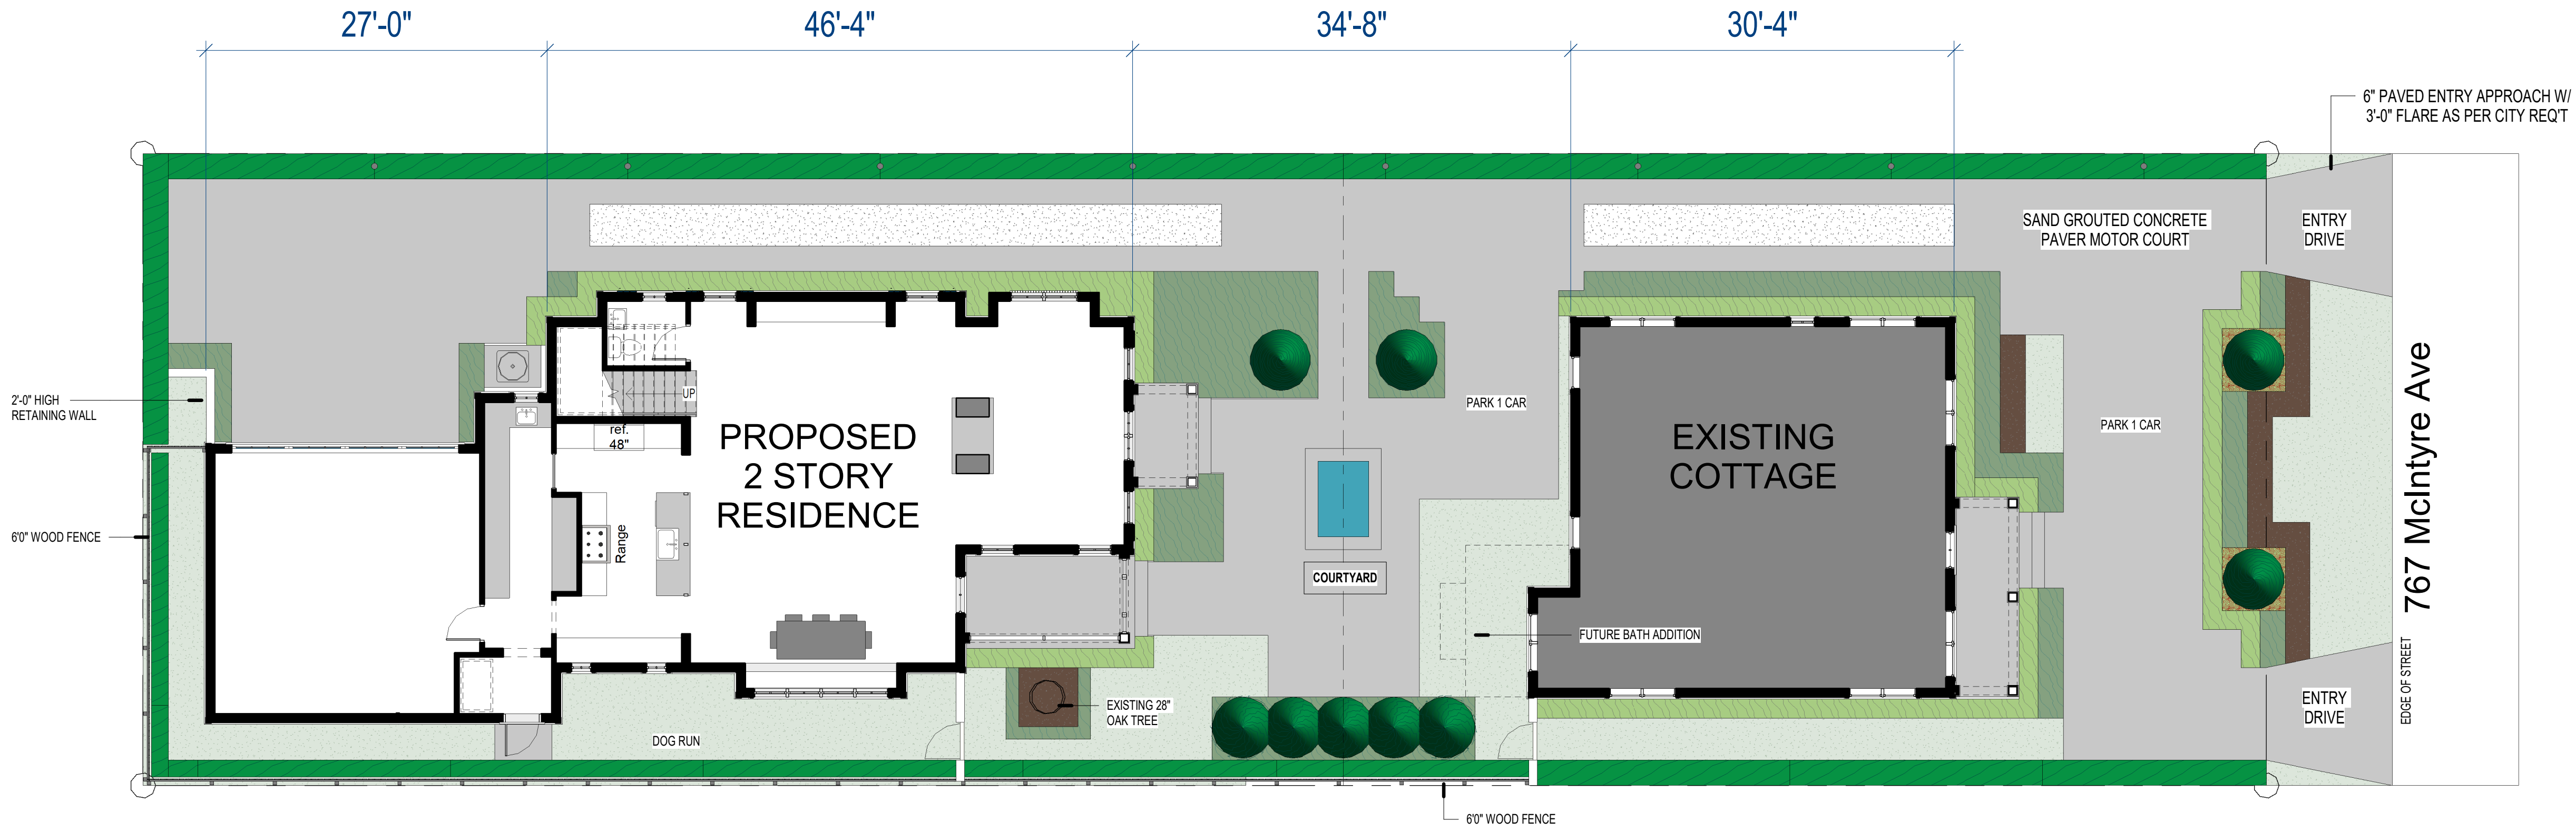 27'-0"
46'-4"
34'-8"
30'-4"
6" PAVED ENTRY APPROACH W/
3'-0" FLARE AS PER CITY REQ'T
SAND GROUTED CONCRETE
PAVER MOTOR COURT
ENTRY
DRIVE
2'-0" HIGH
RETAINING WALL
UP
ref.
48"
PROPOSED
2 STORY
RESIDENCE
Range
PARK 1 CAR
EXISTING
COTTAGE
PARK 1 CAR
767 McIntyre Ave
6'0" WOOD FENCE
COURTYARD
FUTURE BATH ADDITION
EDGE OF STREET
EXISTING 28"
OAK TREE
DOG RUN
ENTRY
DRIVE
6'0" WOOD FENCE